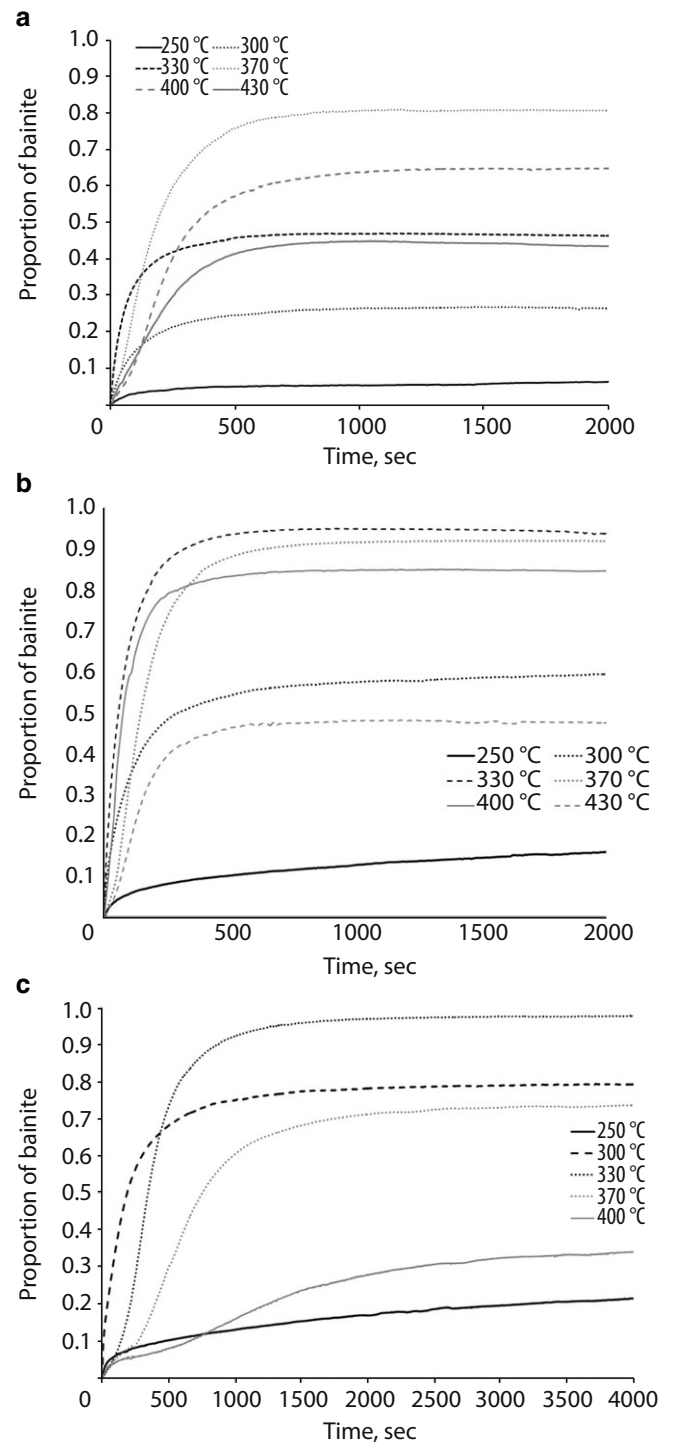 a
1.0
0.9
0.8
0.7
0.6
0.5
0.4
0.3
0.2
0.1
Proportion of bainite
250 °C 300 °C
330 °C 370 °C
400 °C 430 °C
0 500 1000 1500 2000
Time, sec
b
1.0
0.9
0.8
0.7
0.6
0.5
0.4
0.3
0.2
0.1
Proportion of bainite
250 °C 300 °C
330 °C 370 °C
400 °C 430 °C
0 500 1000 1500 2000
Time, sec
c
1.0
0.9
0.8
0.7
0.6
0.5
0.4
0.3
0.2
0.1
Proportion of bainite
250 °C
300 °C
330 °C
370 °C
400 °C
0 500 1000 1500 2000 2500 3000 3500 4000
Time, sec